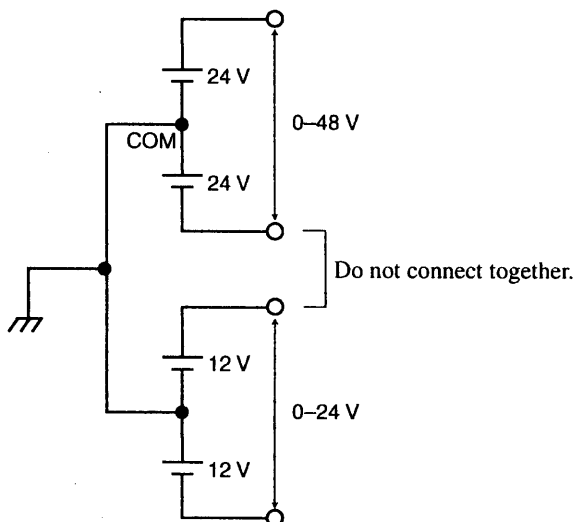 24 V
0–48 V
COM
24 V
Do not connect together.
12 V
0–24 V
12 V